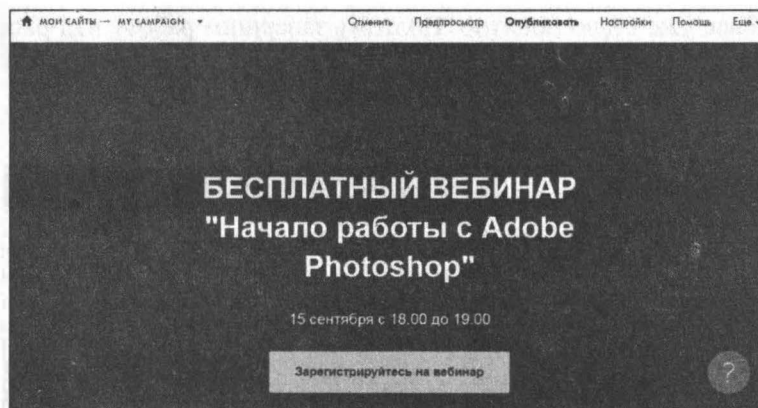 МОИ САЙТЫ → MY CAMPAIGN Отменить Предпросмотр Опубликовать Настройки Помощь Еще
БЕСПЛАТНЫЙ ВЕБИНАР
"Начало работы с Adobe
Photoshop"
15 сентября с 18.00 до 19.00
Зарегистрируйтесь на вебинар
?